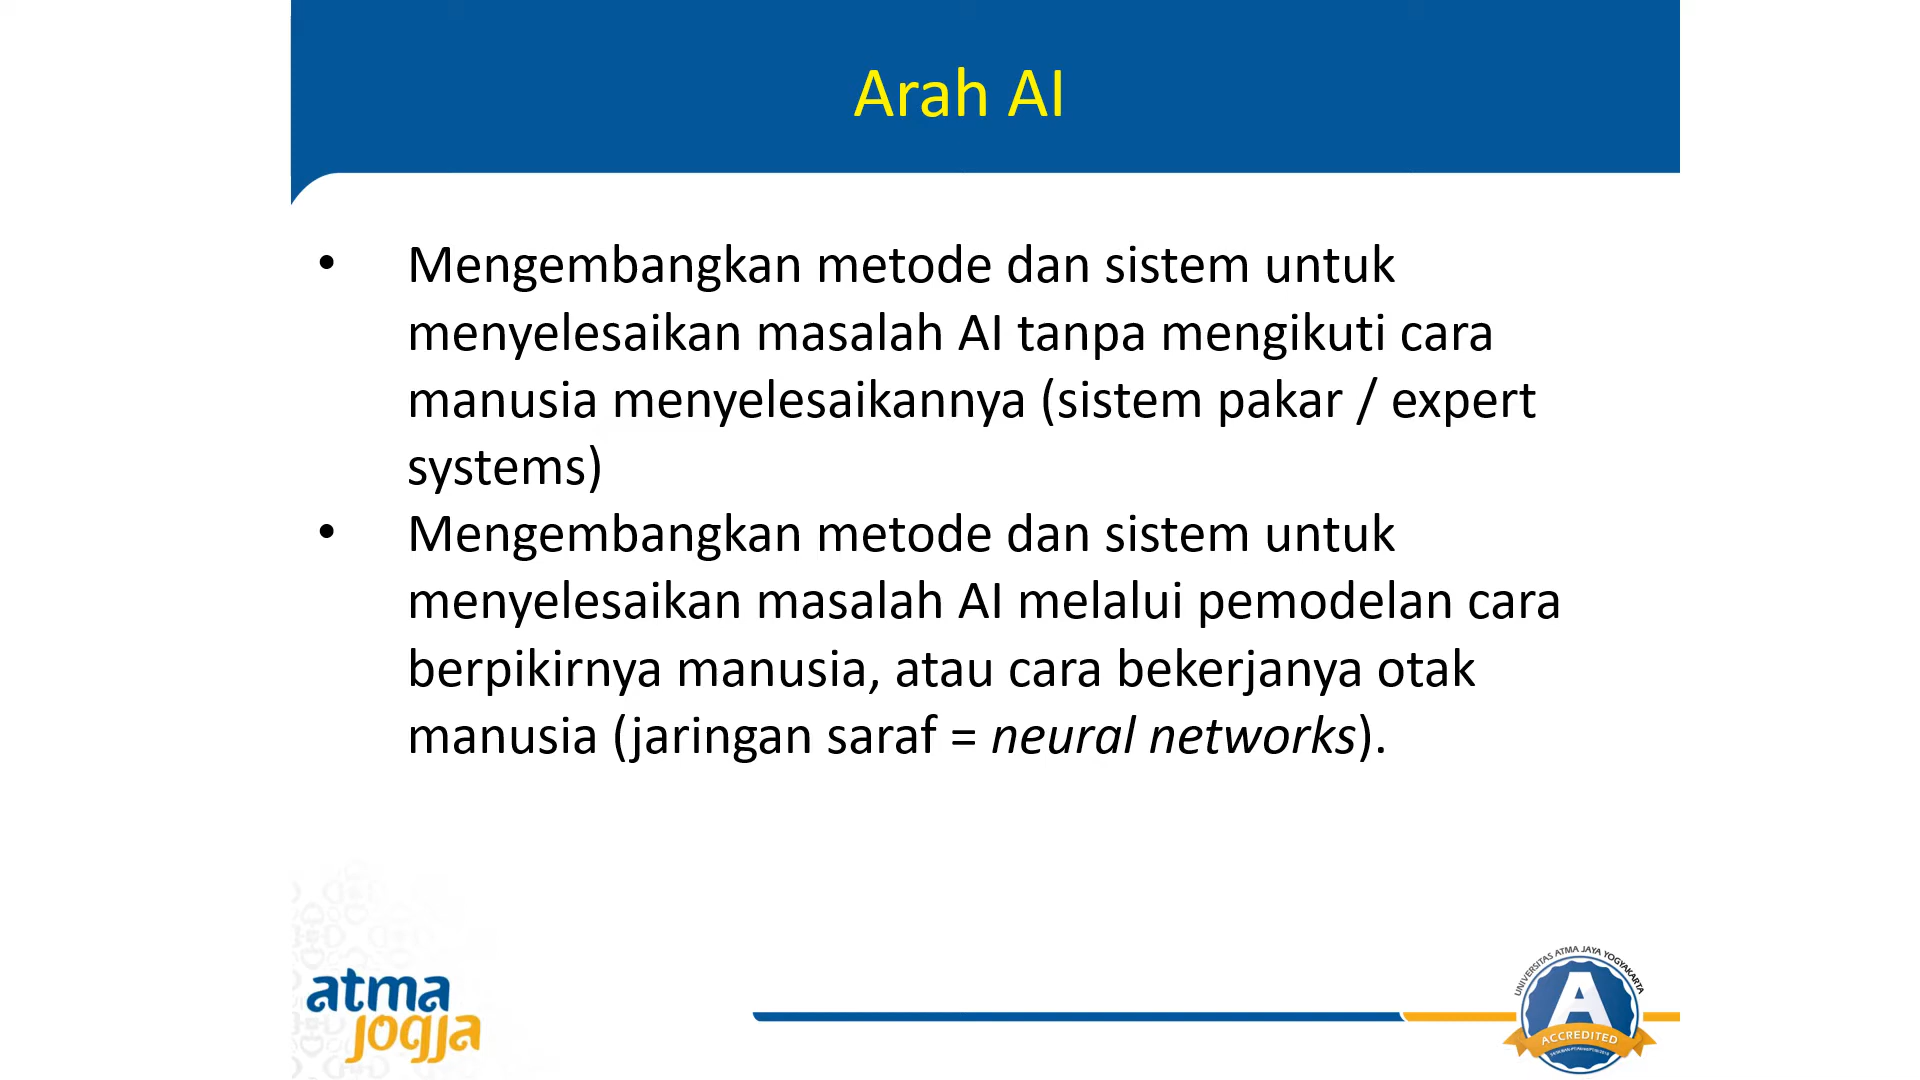 Arah AI
• Mengembangkan metode dan sistem untuk
menyelesaikan masalah AI tanpa mengikuti cara
manusia menyelesaikannya (sistem pakar / expert
systems)
• Mengembangkan metode dan sistem untuk
menyelesaikan masalah AI melalui pemodelan cara
berpikirnya manusia, atau cara bekerjanya otak
manusia (jaringan saraf = neural networks).
atma
jogja
UNIVERSITAS ATMA JAYA YOGYAKARTA
A
ACCREDITED